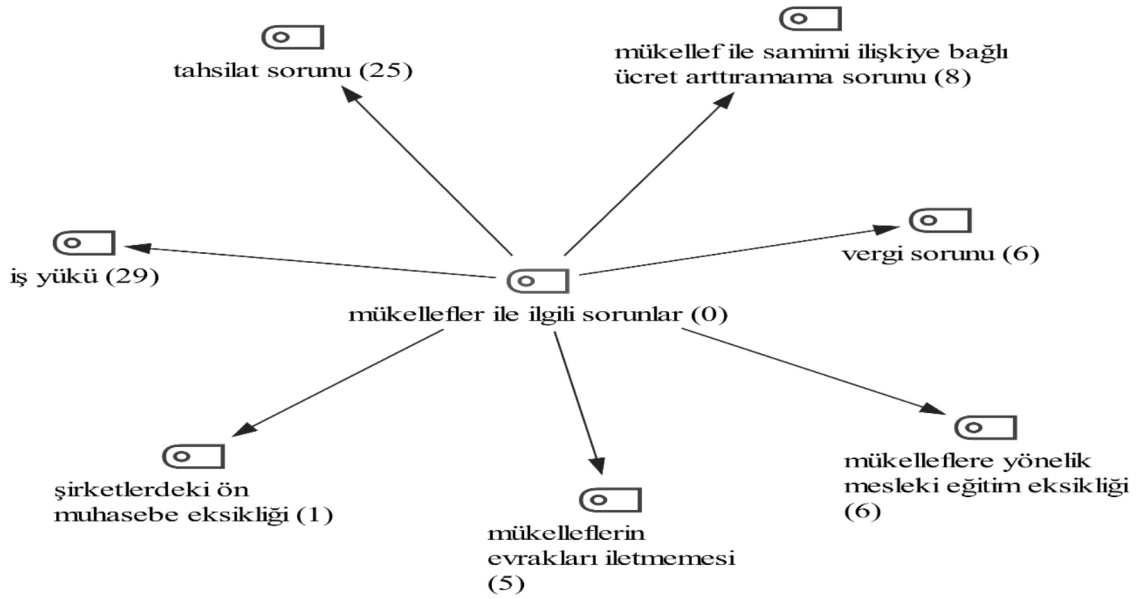 tahsilat sorunu (25)
mükellef ile samimi ilişkiye bağlı
ücret arttıramama sorunu (8)
iş yükü (29)
vergi sorunu (6)
mükellefler ile ilgili sorunlar (0)
şirketlerdeki ön
muhasebe eksikliği (1)
mükelleflerin
evrakları iletmemesi
(5)
mükelleflere yönelik
mesleki eğitim eksikliği
(6)